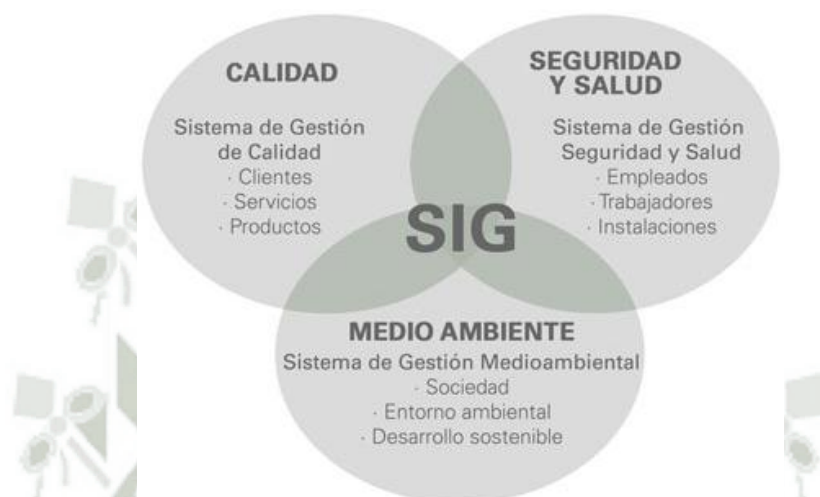 CALIDAD
Sistema de Gestión
de Calidad
· Clientes
· Servicios
· Productos
SEGURIDAD
Y SALUD
Sistema de Gestión
Seguridad y Salud
· Empleados
· Trabajadores
· Instalaciones
SIG
MEDIO AMBIENTE
Sistema de Gestión Medioambiental
· Sociedad
· Entorno ambiental
· Desarrollo sostenible